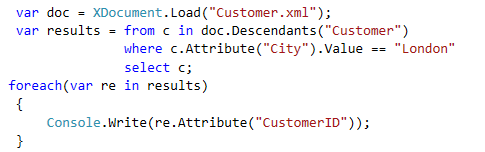 var doc = XDocument.Load("Customer.xml");
var results = from c in doc.Descendants("Customer")
where c.Attribute("City").Value == "London"
select c;
foreach(var re in results)
{
Console.Write(re.Attribute("CustomerID"));
}